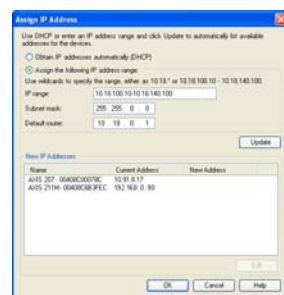 Assign IP Address
Use DHCP or enter an IP address range and click Update to automatically list available
addresses for the devices.
Obtain IP addresses automatically (DHCP)
Assign the following IP address range:
Use wildcards to specify the range, either as 10.18.* or 10.18.100.10 - 10.18.140.100.
IP range: 10.18.100.10-10.18.140.100
Subnet mask: 255 . 255 . 0 . 0
Default router: 10 . 18 . 0 . 1
Update
New IP Addresses
Name Current Address New Address
AXIS 207 - 00408C00078C 10.91.8.17
AXIS 211M - 00408C6B3FEC 192.168.0.90
Edit
OK Cancel Help